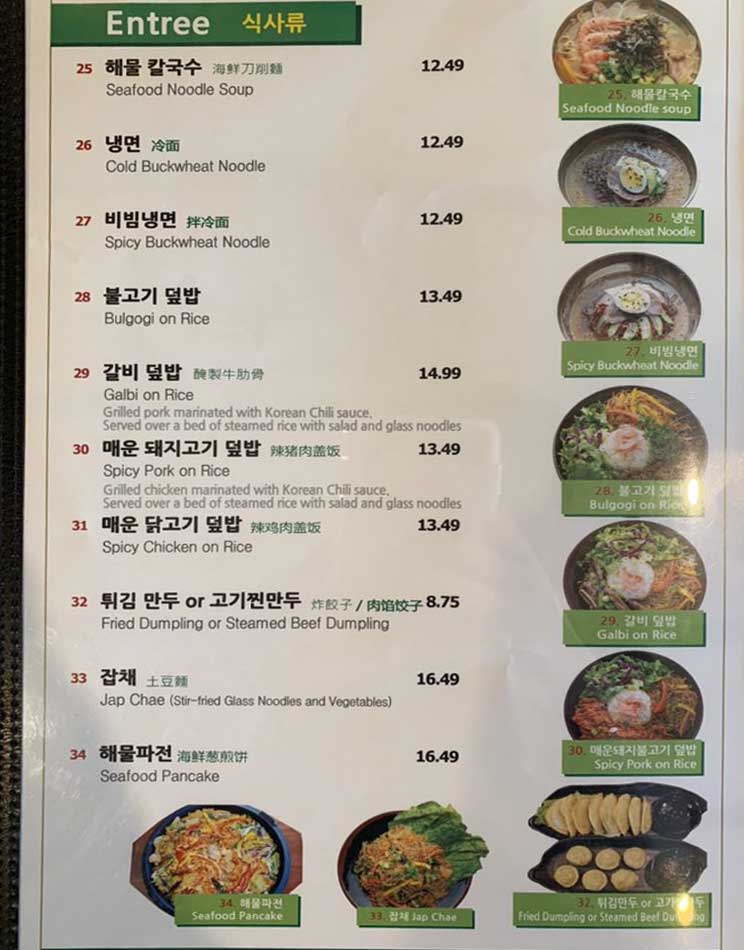 Entree 식사류
25 해물 칼국수 海鮮刀削麵 12.49
Seafood Noodle Soup
26 냉면 冷面 12.49
Cold Buckwheat Noodle
27 비빔냉면 拌冷面 12.49
Spicy Buckwheat Noodle
28 불고기 덮밥 13.49
Bulgogi on Rice
29 갈비 덮밥 醃製牛肋骨 14.99
Galbi on Rice
Grilled pork marinated with Korean Chili sauce,
Served over a bed of steamed rice with salad and glass noodles
30 매운 돼지고기 덮밥 辣猪肉盖饭 13.49
Spicy Pork on Rice
Grilled chicken marinated with Korean Chili sauce,
Served over a bed of steamed rice with salad and glass noodles
31 매운 닭고기 덮밥 辣鸡肉盖饭 13.49
Spicy Chicken on Rice
32 튀김 만두 or 고기찐만두 炸餃子 / 肉馅饺子 8.75
Fried Dumpling or Steamed Beef Dumpling
33 잡채 土豆麵 16.49
Jap Chae (Stir-fried Glass Noodles and Vegetables)
34 해물파전 海鮮葱煎饼 16.49
Seafood Pancake
25. 해물칼국수
Seafood Noodle soup
26. 냉면
Cold Buckwheat Noodle
27. 비빔냉면
Spicy Buckwheat Noodle
28. 불고기 덮밥
Bulgogi on Rice
29. 갈비 덮밥
Galbi on Rice
30. 매운돼지불고기 덮밥
Spicy Pork on Rice
34. 해물파전
Seafood Pancake
33. 잡채 Jap Chae
32. 튀김만두 or
Fried Dumpling or Steamed Beef